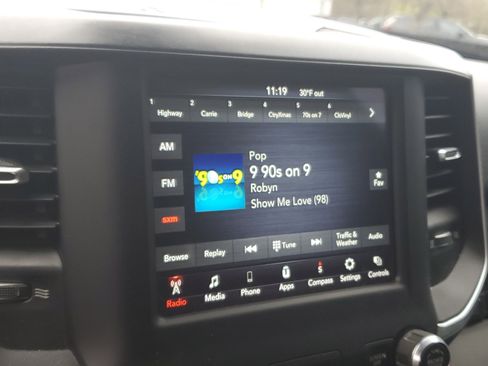 11:19 30°F out
1 Highway 2 Carrie 3 Bridge 4 CtryXmas 5 70s on 7 6 ClsVinyl
AM
FM
sxm
'90s on 9
Pop
9 90s on 9
Robyn
Show Me Love (98)
Fav
Browse Replay Tune Traffic & Weather Audio
Radio Media Phone Apps S Compass Settings Controls